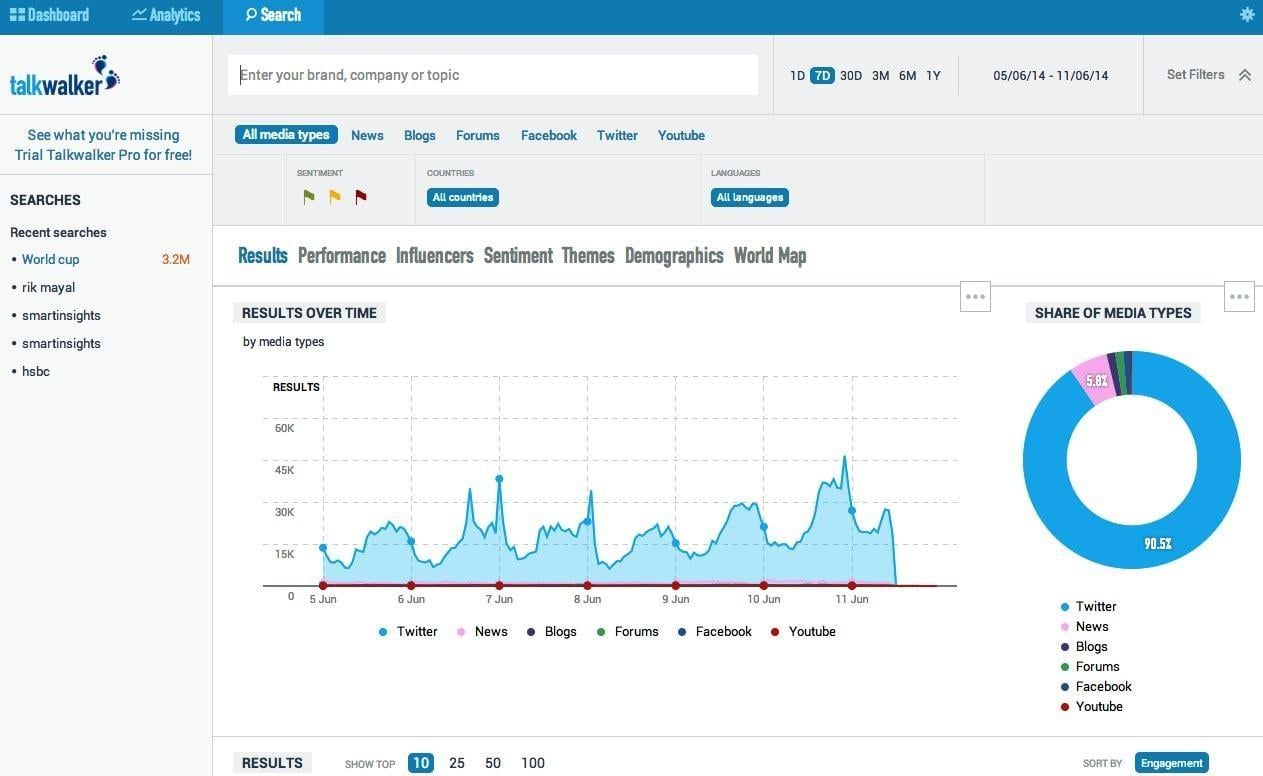 Dashboard Analytics Search
talkwalker
Enter your brand, company or topic
1D 7D 30D 3M 6M 1Y
05/06/14 - 11/06/14
Set Filters
See what you're missing
Trial Talkwalker Pro for free!
All media types News Blogs Forums Facebook Twitter Youtube
SENTIMENT
COUNTRIES
All countries
LANGUAGES
All languages
SEARCHES
Recent searches
• World cup 3.2M
• rik mayal
• smartinsights
• smartinsights
• hsbc
Results Performance Influencers Sentiment Themes Demographics World Map
RESULTS OVER TIME
by media types
RESULTS
60K
45K
30K
15K
0
5 Jun 6 Jun 7 Jun 8 Jun 9 Jun 10 Jun 11 Jun
Twitter News Blogs Forums Facebook Youtube
SHARE OF MEDIA TYPES
5.8%
90.5%
Twitter
News
Blogs
Forums
Facebook
Youtube
RESULTS SHOW TOP 10 25 50 100
SORT BY Engagement